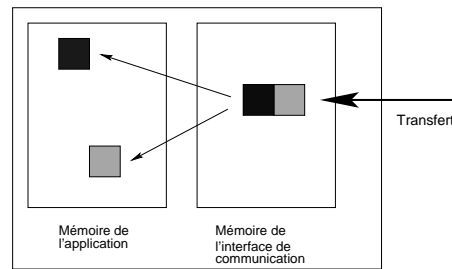 Transfert
Mémoire de
l'application
Mémoire de
l'interface de
communication